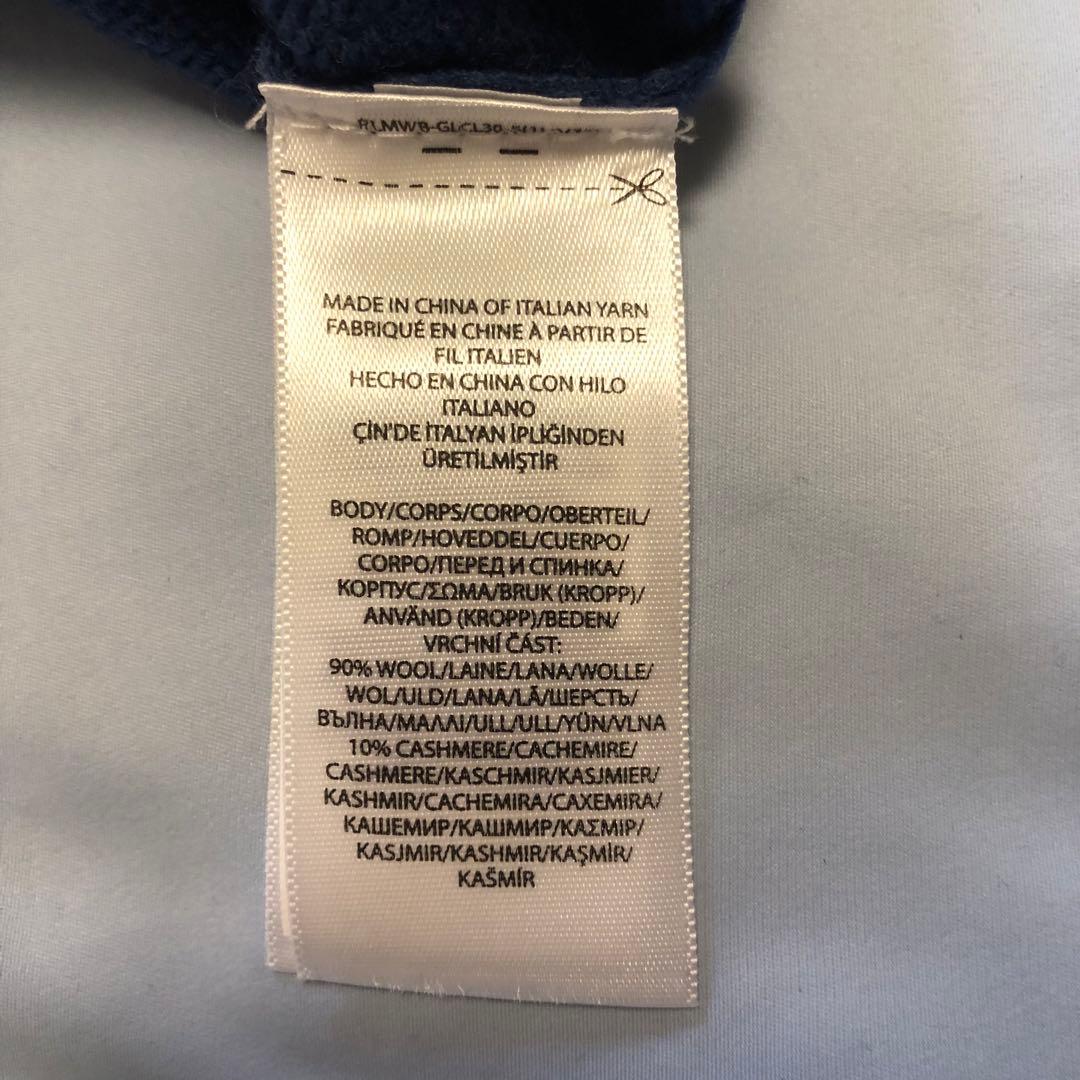 MADE IN CHINA OF ITALIAN YARN
FABRIQUÉ EN CHINE À PARTIR DE
FIL ITALIEN
HECHO EN CHINA CON HILO
ITALIANO
ÇİN'DE İTALYAN İPLİĞİNDEN
ÜRETİLMİŞTİR
BODY/CORPS/CORPO/OBERTEIL/
ROMP/HOVEDDEL/CUERPO/
CORPO/ПЕРЕД И СПИНКА/
КОРПУС/ΣΩΜΑ/BRUK (KROPP)/
ANVÄND (KROPP)/BEDEN/
VRCHNÍ ČÁST:
90% WOOL/LAINE/LANA/WOLLE/
WOL/ULD/LANA/LÃ/ШЕРСТЬ/
ВЪЛНА/ΜΑΛΛΙ/ULL/ULL/YÜN/VLNA
10% CASHMERE/CACHEMIRE/
CASHMERE/KASCHMIR/KASJMIER/
KASHMIR/CACHEMIRA/CAXEMIRA/
КАШЕМИР/КАШМИР/ΚΑΣΜΙΡ/
KASJMIR/KASHMIR/KAŞMİR/
KAŠMÍR